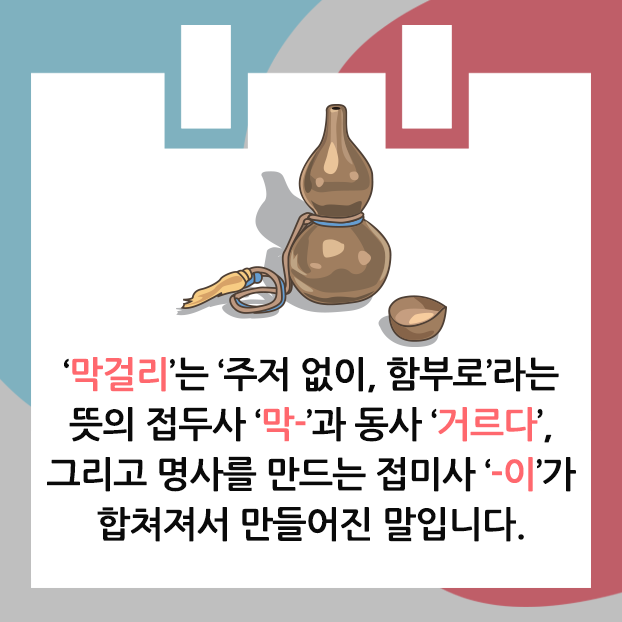 ‘막걸리’는 ‘주저 없이, 함부로’라는
뜻의 접두사 ‘막-’과 동사 ‘거르다’,
그리고 명사를 만드는 접미사 ‘-이’가
합쳐져서 만들어진 말입니다.